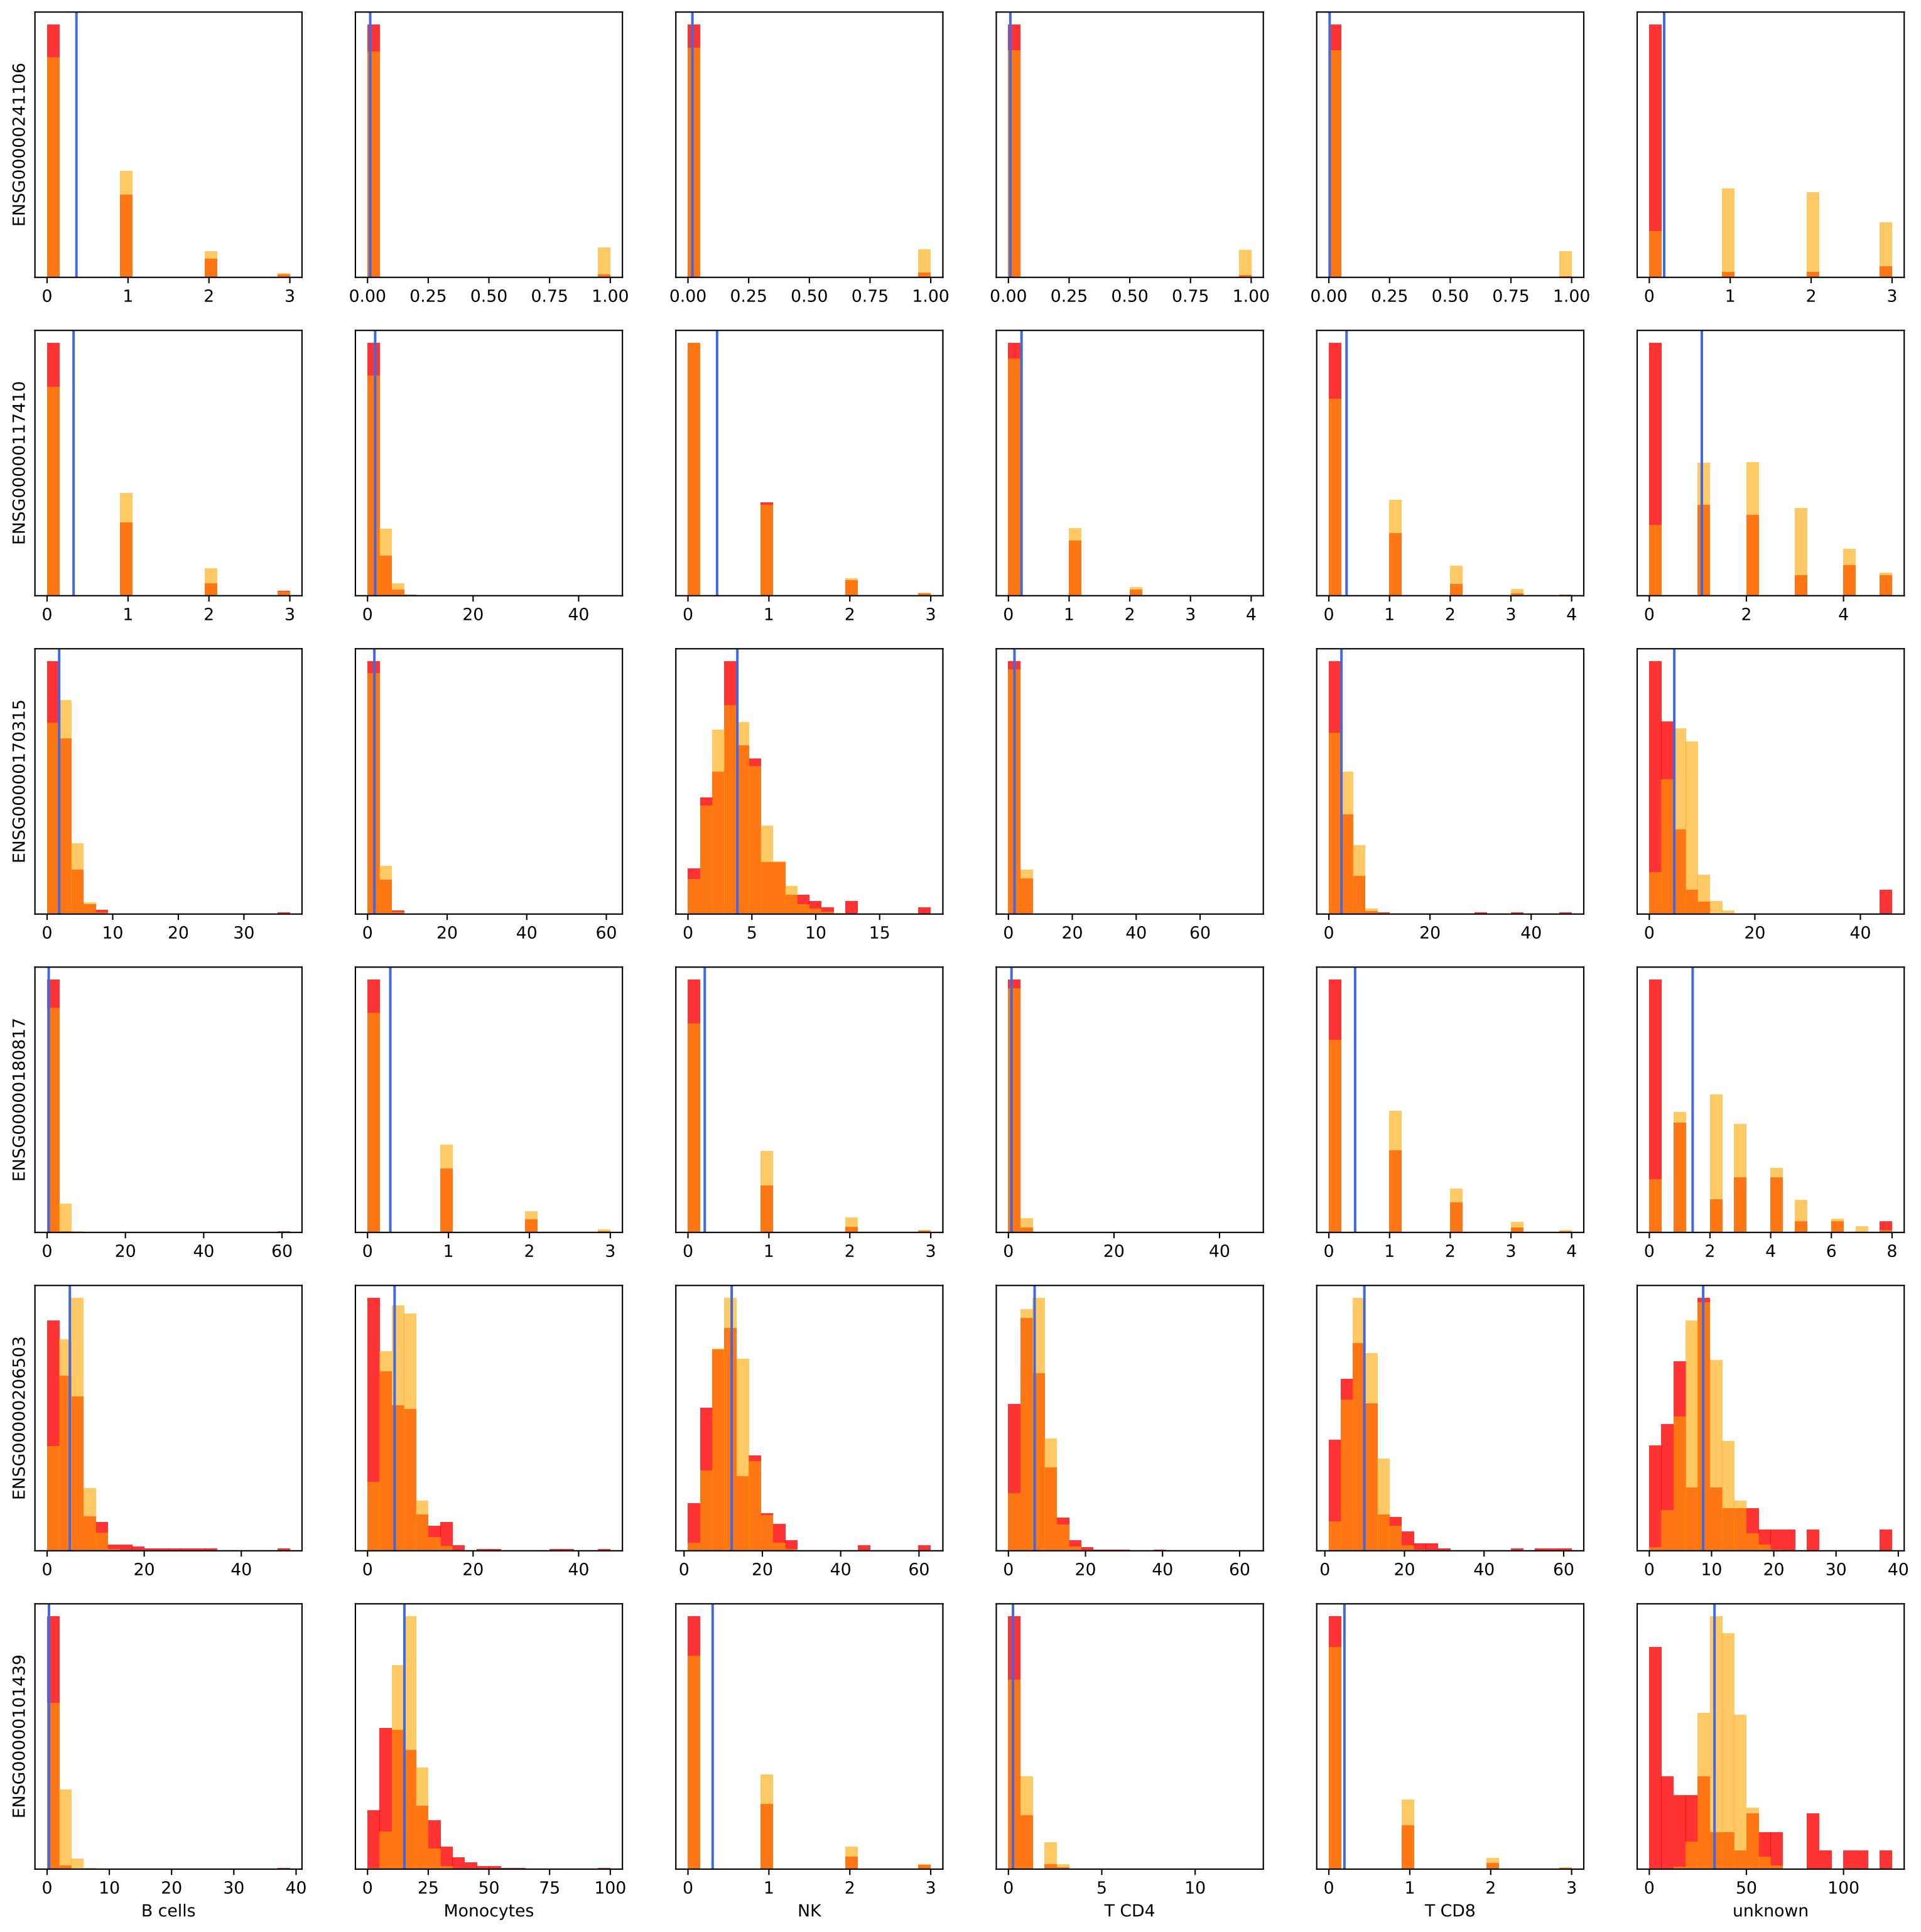 ENSG00000241106
0 1 2 3
0.00 0.25 0.50 0.75 1.00
0.00 0.25 0.50 0.75 1.00
0.00 0.25 0.50 0.75 1.00
0.00 0.25 0.50 0.75 1.00
0 1 2 3
ENSG00000117410
0 1 2 3
0 20 40
0 1 2 3
0 1 2 3 4
0 1 2 3 4
0 2 4
ENSG00000170315
0 10 20 30
0 20 40 60
0 5 10 15
0 20 40 60
0 20 40
0 20 40
ENSG00000180817
0 20 40 60
0 1 2 3
0 1 2 3
0 20 40
0 1 2 3 4
0 2 4 6 8
ENSG00000206503
0 20 40
0 20 40
0 20 40 60
0 20 40 60
0 20 40 60
0 10 20 30 40
ENSG00000101439
0 10 20 30 40
B cells
0 25 50 75 100
Monocytes
0 1 2 3
NK
0 5 10
T CD4
0 1 2 3
T CD8
0 50 100
unknown